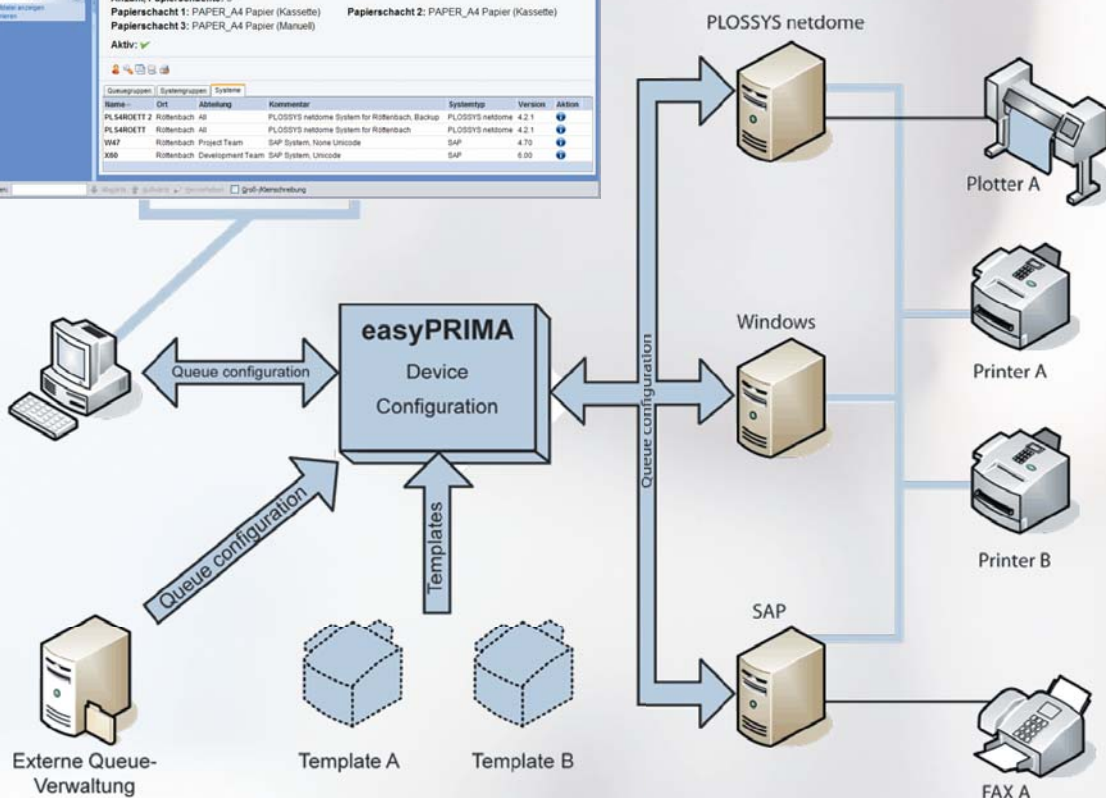 Papierschacht 1: PAPER_A4 Papier (Kassette) Papierschacht 2: PAPER_A4 Papier (Kassette)
Papierschacht 3: PAPER_A4 Papier (Manuell)
Aktiv:
Queuegruppen Systemgruppen Systeme
Name Ort Abteilung Kommentar Systemtyp Version Aktion
PLS4ROETT 2 Röttenbach All PLOSSYS netdome System for Röttenbach, Backup PLOSSYS netdome 4.2.1
PLS4ROETT Röttenbach All PLOSSYS netdome System for Röttenbach PLOSSYS netdome 4.2.1
W47 Röttenbach Project Team SAP System, None Unicode SAP 4.70
X60 Röttenbach Development Team SAP System, Unicode SAP 6.00
Groß-/Kleinschreibung
PLOSSYS netdome
Plotter A
easyPRIMA
Device
Configuration
Queue configuration
Queue configuration
Windows
Printer A
Queue configuration
Templates
Printer B
SAP
Externe Queue-
Verwaltung
Template A
Template B
FAX A